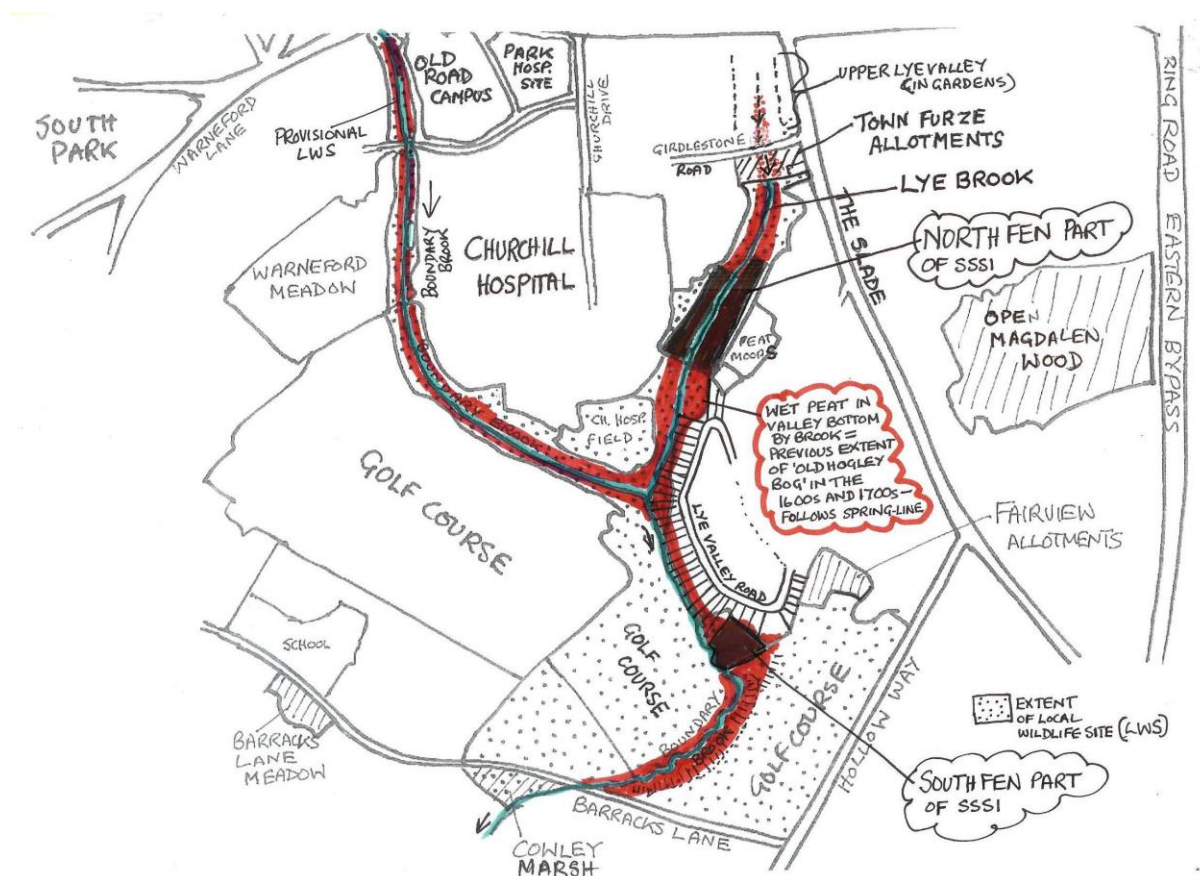 OLD
ROAD
CAMPUS
PARK
HOSP.
SITE
CHURCHILL
DRIVE
UPPER LYE VALLEY
(IN GARDENS)
RING ROAD EASTERN BYPASS
SOUTH
PARK
WARNEFORD
LANE
PROVISIONAL
LWS
GIRDLESTONE
ROAD
TOWN FURZE
ALLOTMENTS
LYE BROOK
THE SLADE
NORTH FEN PART
OF SSSI
BOUNDARY
BROOK
CHURCHILL
HOSPITAL
WARNEFORD
MEADOW
OPEN
MAGDALEN
WOOD
PEAT
MOORS
BOUNDARY
BROOK
CH. HOSP.
FIELD
WET PEAT IN
VALLEY BOTTOM
BY BROOK =
PREVIOUS EXTENT
OF 'OLD HOGLEY
BOG' IN THE
1600s AND 1700s –
FOLLOWS SPRING-LINE
GOLF COURSE
LYE VALLEY
ROAD
FAIRVIEW
ALLOTMENTS
SCHOOL
GOLF
COURSE
BOUNDARY
BROOK
GOLF COURSE
HOLLOW WAY
EXTENT
OF LOCAL
WILDLIFE SITE (LWS)
BARRACKS
LANE
MEADOW
SOUTH FEN PART
OF SSSI
BARRACKS LANE
COWLEY
MARSH